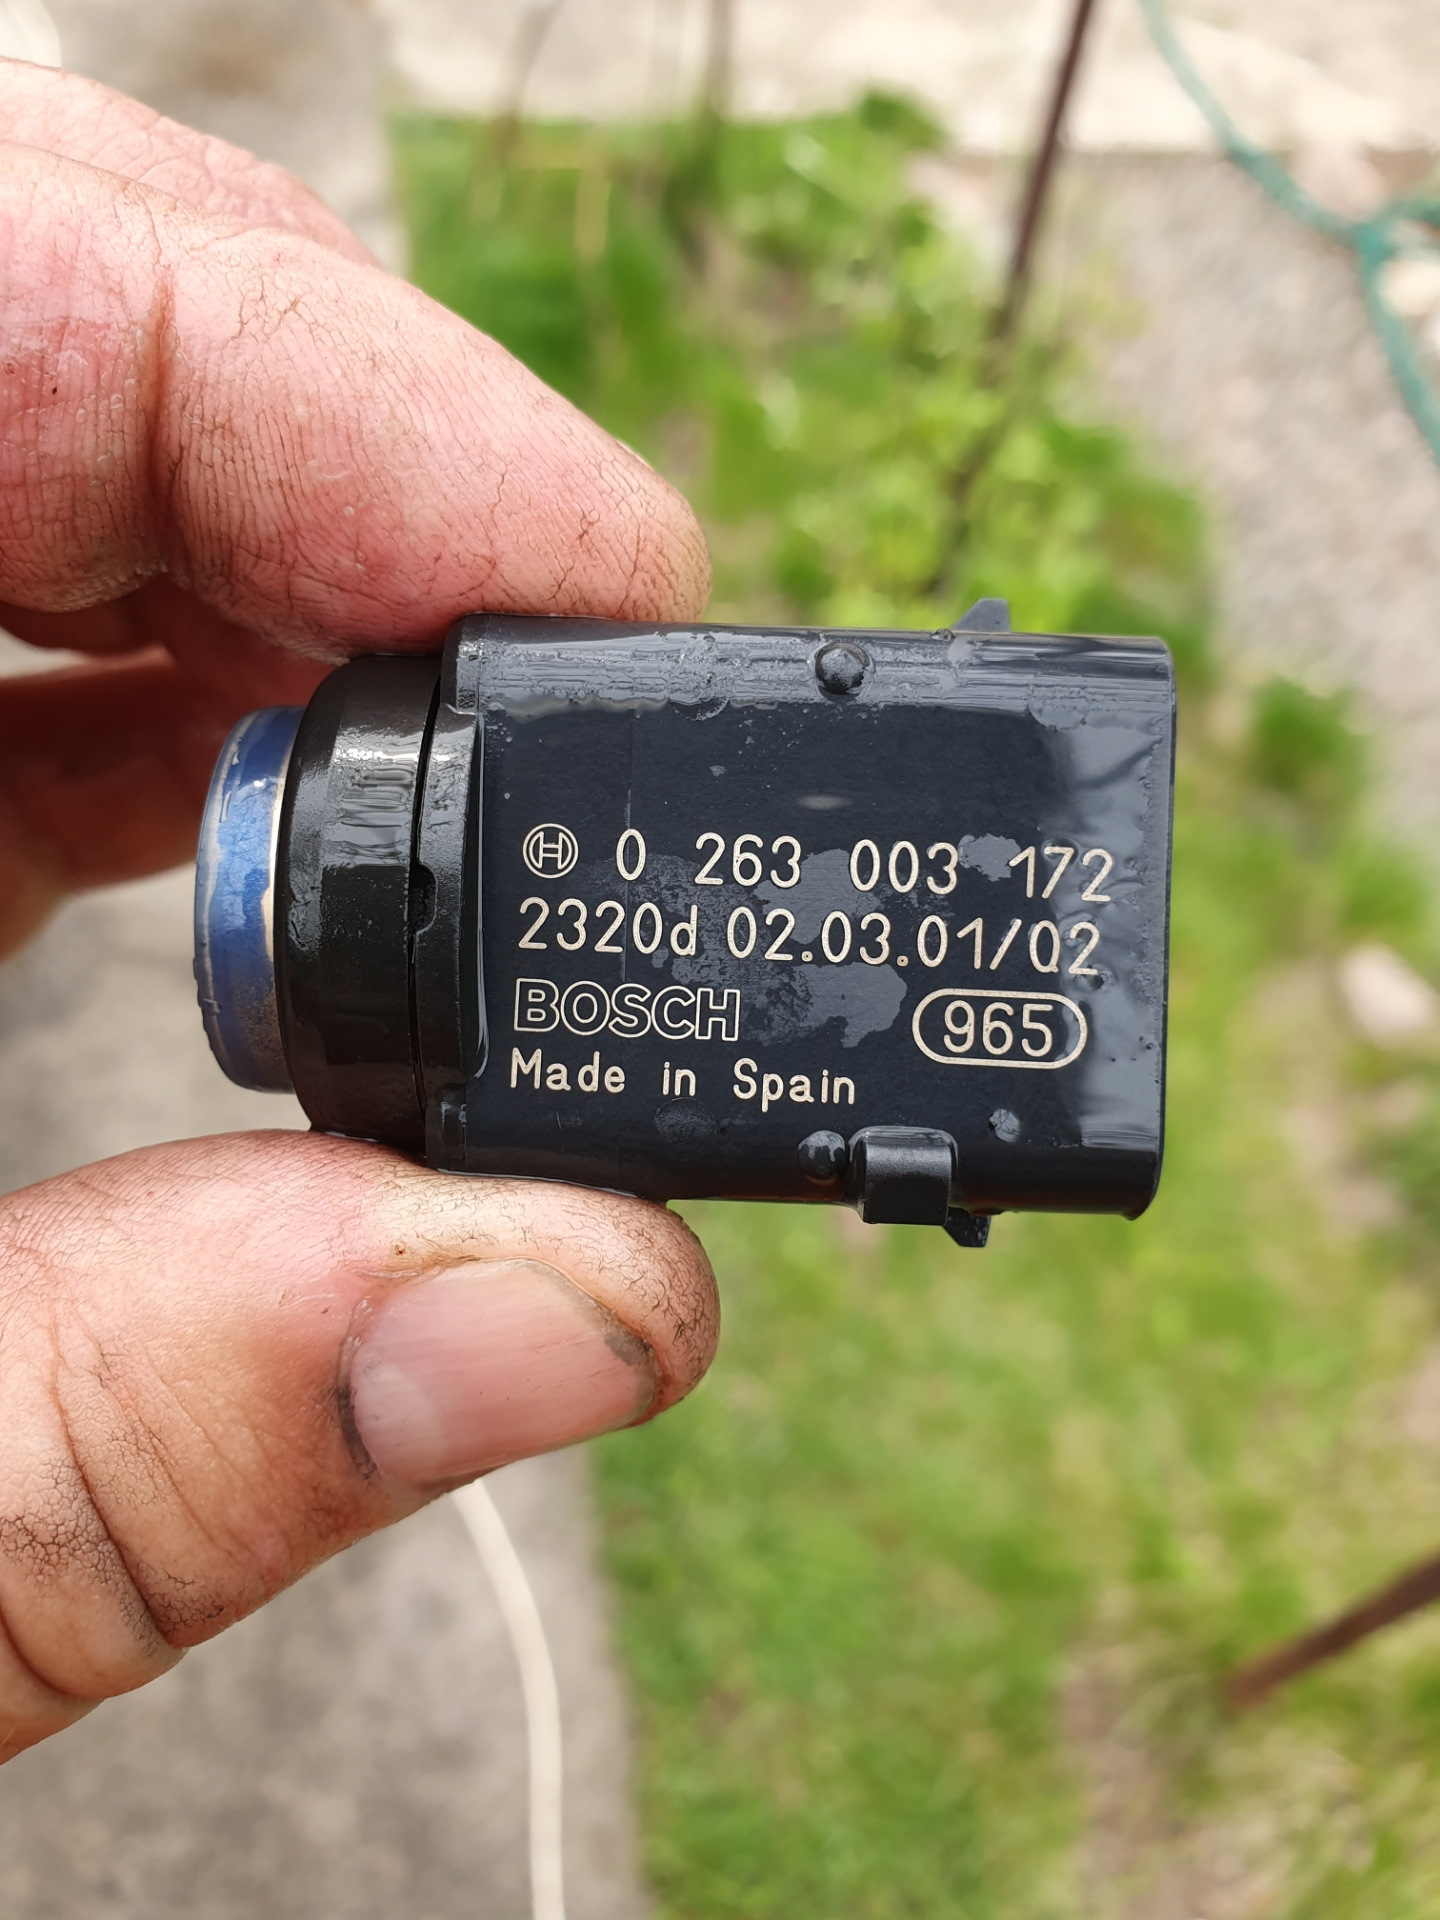 0 263 003 172
2320d 02.03.01/02
BOSCH 965
Made in Spain